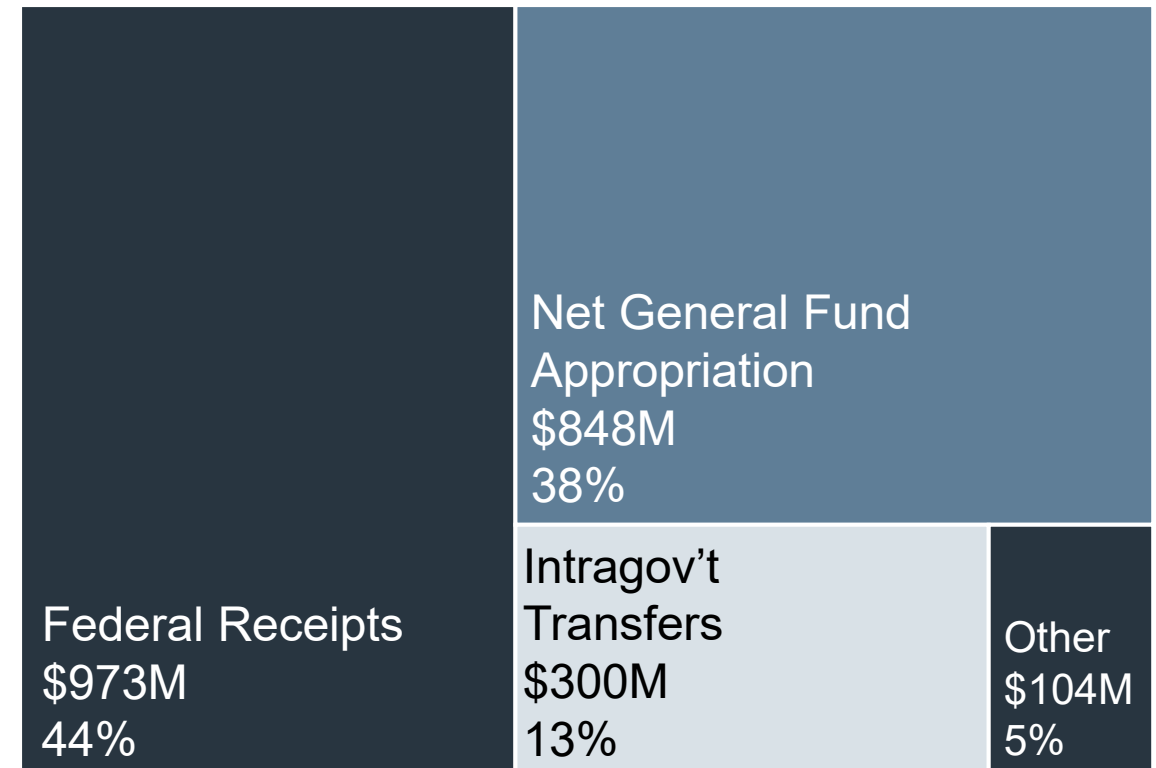 Federal Receipts
$973M
44%
Net General Fund
Appropriation
$848M
38%
Intragov’t
Transfers
$300M
13%
Other
$104M
5%